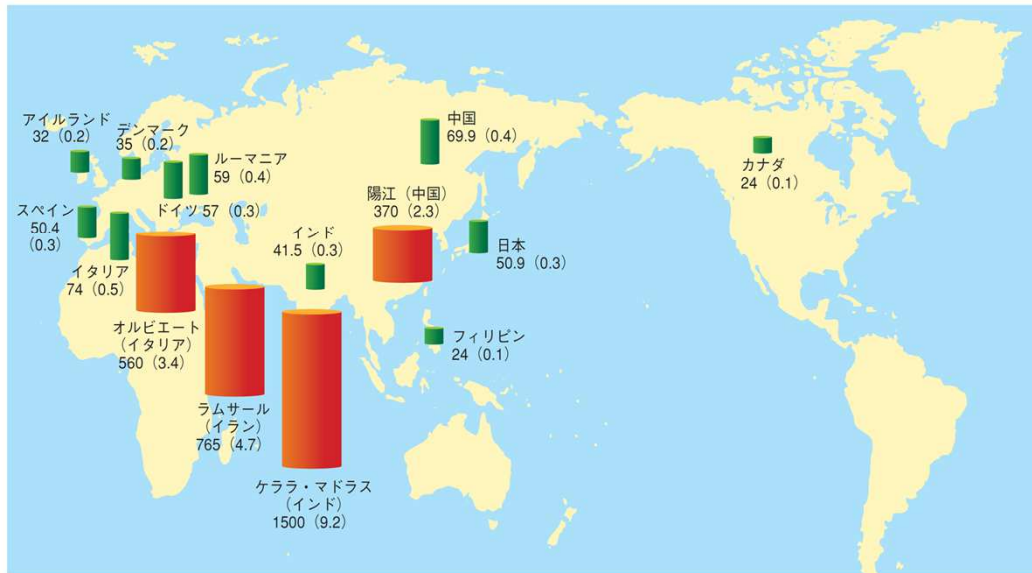 アイルランド
32（0.2）
デンマーク
35（0.2）
ルーマニア
59（0.4）
ドイツ 57（0.3）
スペイン
50.4
（0.3）
イタリア
74（0.5）
オルビエート
（イタリア）
560（3.4）
ラムサール
（イラン）
765（4.7）
インド
41.5（0.3）
ケララ・マドラス
（インド）
1500（9.2）
中国
69.9（0.4）
陽江（中国）
370（2.3）
日本
50.9（0.3）
フィリピン
24（0.1）
カナダ
24（0.1）